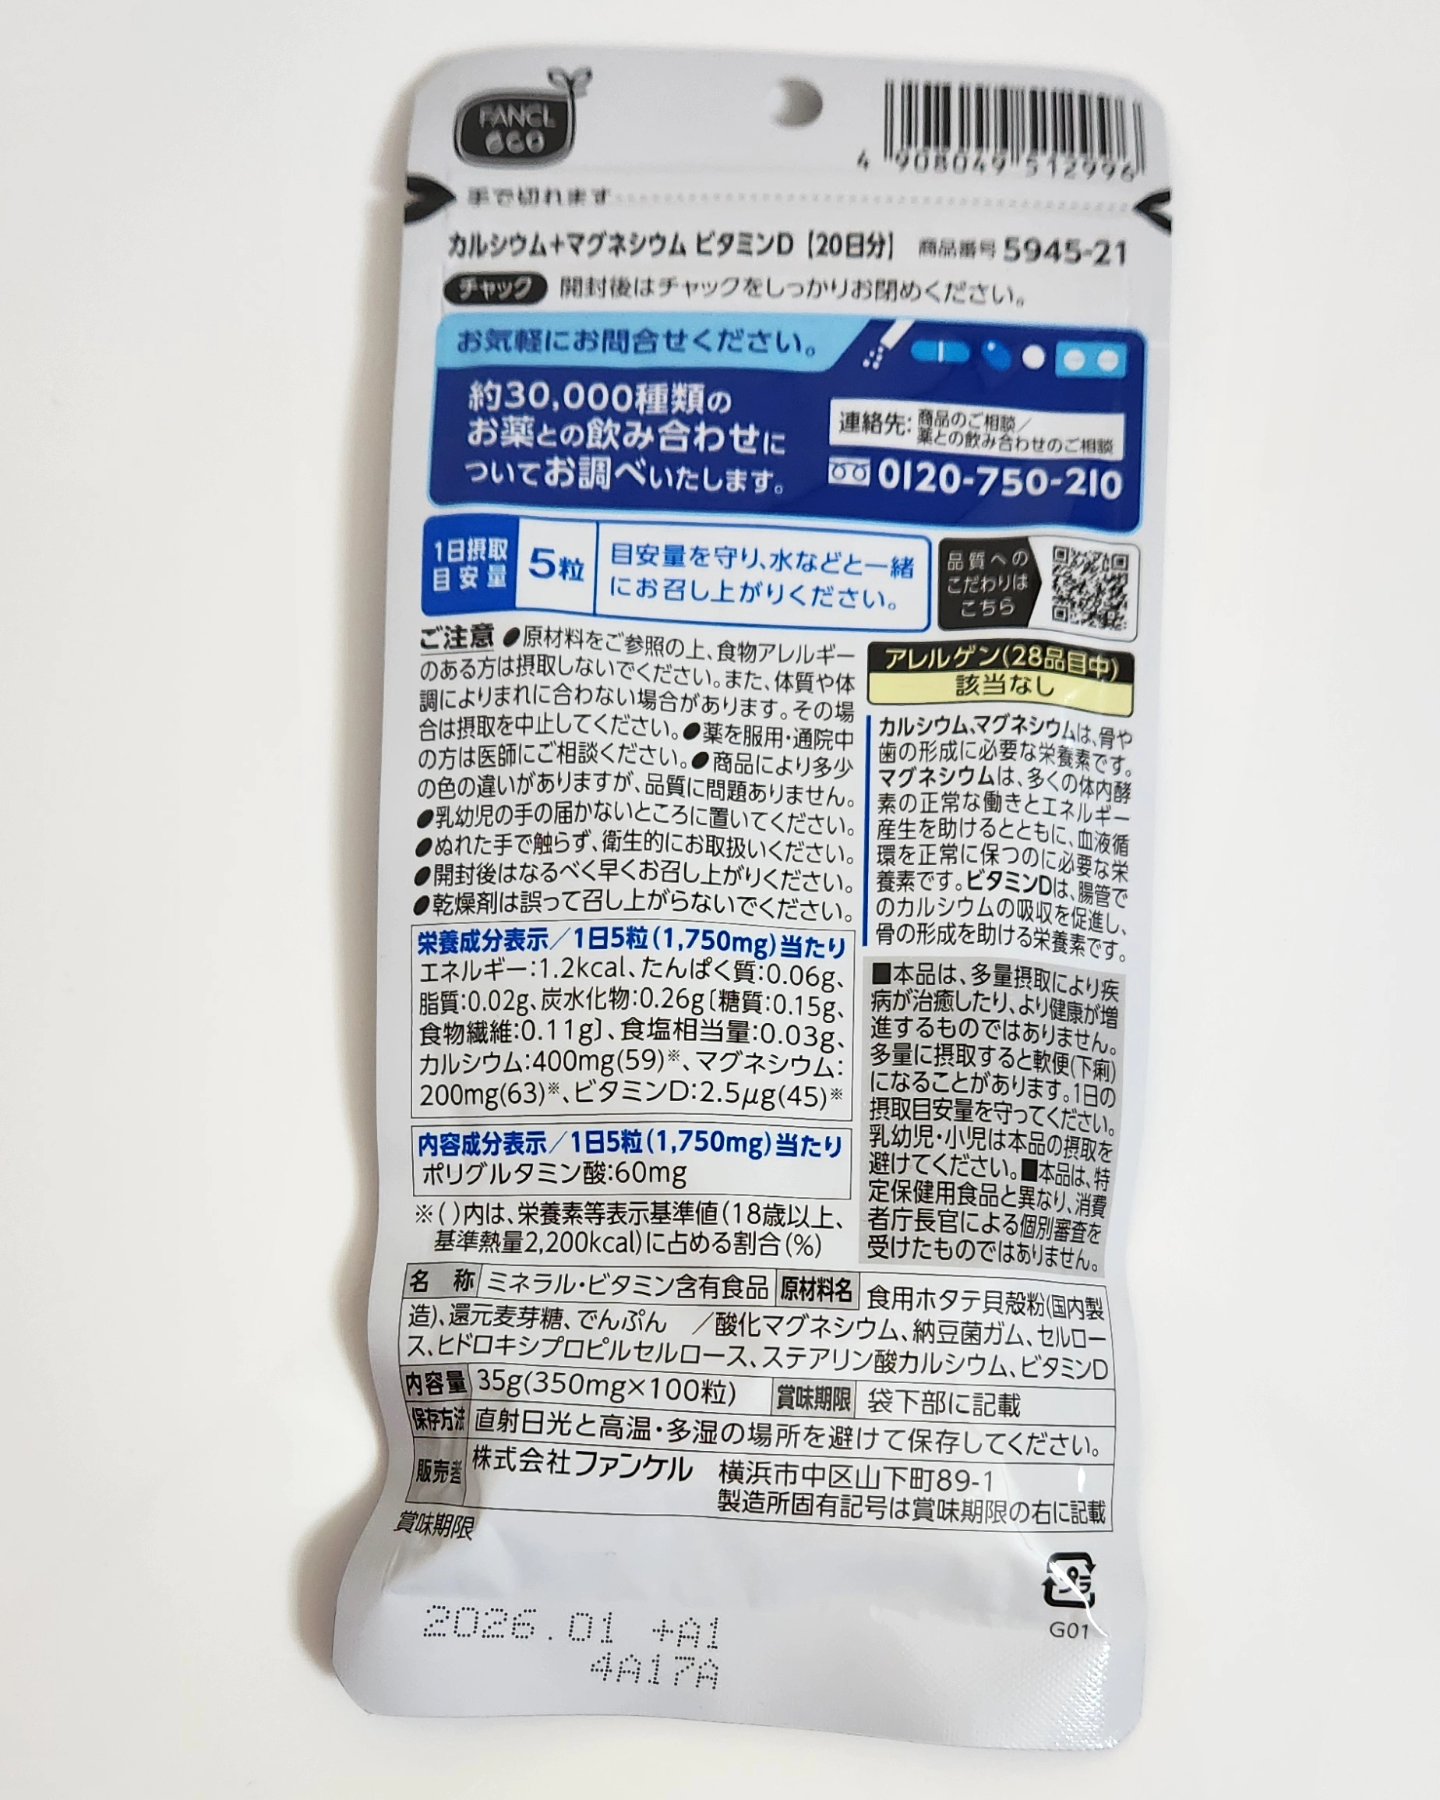 FANCL
eco
4 908049 512996
手で切れます
カルシウム+マグネシウム ビタミンD【20日分】 商品番号 5945-21
チャック 開封後はチャックをしっかりお閉めください。
お気軽にお問合せください。
約30,000種類の
お薬との飲み合わせに
ついてお調べいたします。
連絡先: 商品のご相談/
薬との飲み合わせのご相談
0120-750-210
1日摂取
目安量
5粒
目安量を守り、水などと一緒
にお召し上がりください。
品質への
こだわりは
こちら
ご注意 ●原材料をご参照の上、食物アレルギー
のある方は摂取しないでください。また、体質や体
調によりまれに合わない場合があります。その場
合は摂取を中止してください。●薬を服用・通院中
の方は医師にご相談ください。●商品により多少
の色の違いがありますが、品質に問題ありません。
●乳幼児の手の届かないところに置いてください。
●ぬれた手で触らず、衛生的にお取扱いください。
●開封後はなるべく早くお召し上がりください。
●乾燥剤は誤って召し上がらないでください。
アレルゲン(28品目中)
該当なし
カルシウム、マグネシウムは、骨や
歯の形成に必要な栄養素です。
マグネシウムは、多くの体内酵
素の正常な働きとエネルギー
産生を助けるとともに、血液循
環を正常に保つのに必要な栄
養素です。ビタミンDは、腸管で
のカルシウムの吸収を促進し、
骨の形成を助ける栄養素です。
栄養成分表示/1日5粒(1,750mg)当たり
エネルギー:1.2kcal、たんぱく質:0.06g、
脂質:0.02g、炭水化物:0.26g〔糖質:0.15g、
食物繊維:0.11g〕、食塩相当量:0.03g、
カルシウム:400mg(59)※、マグネシウム:
200mg(63)※、ビタミンD:2.5μg(45)※
内容成分表示/1日5粒(1,750mg)当たり
ポリグルタミン酸:60mg
※( )内は、栄養素等表示基準値(18歳以上、
基準熱量2,200kcal)に占める割合(%)
■本品は、多量摂取により疾
病が治癒したり、より健康が増
進するものではありません。
多量に摂取すると軟便(下痢)
になることがあります。1日の
摂取目安量を守ってください。
乳幼児・小児は本品の摂取を
避けてください。■本品は、特
定保健用食品と異なり、消費
者庁長官による個別審査を
受けたものではありません。
名 称 ミネラル・ビタミン含有食品 原材料名 食用ホタテ貝殻粉(国内製
造)、還元麦芽糖、でんぷん /酸化マグネシウム、納豆菌ガム、セルロー
ス、ヒドロキシプロピルセルロース、ステアリン酸カルシウム、ビタミンD
内容量 35g(350mg×100粒) 賞味期限 袋下部に記載
保存方法 直射日光と高温・多湿の場所を避けて保存してください。
販売者 株式会社ファンケル 横浜市中区山下町89-1
製造所固有記号は賞味期限の右に記載
賞味期限
プラ
G01
2026.01 +A1
4A17A